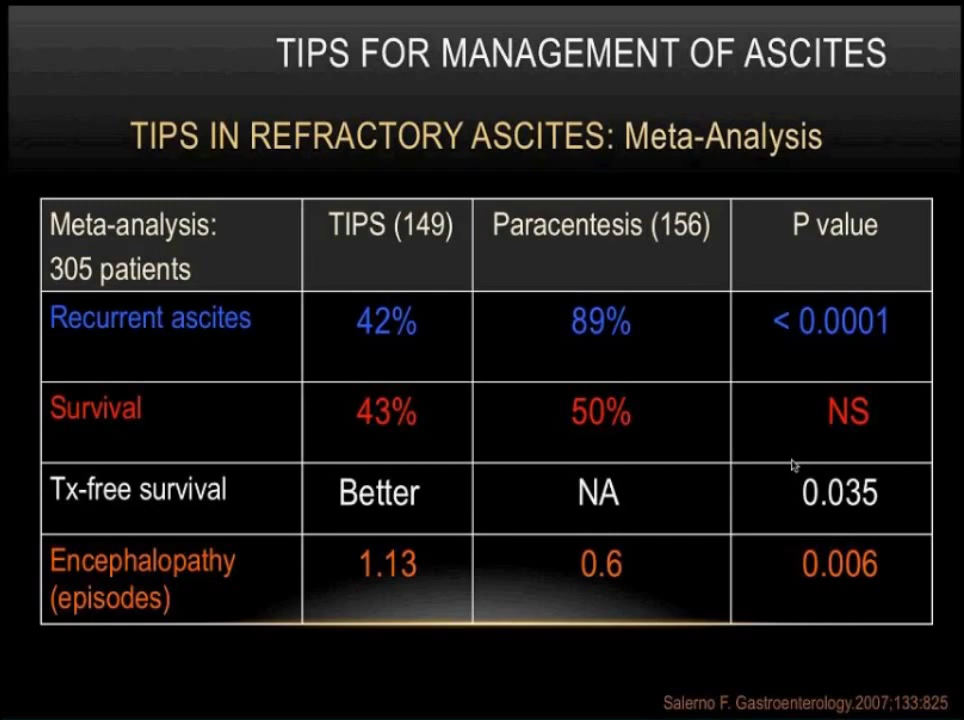 TIPS FOR MANAGEMENT OF ASCITES
TIPS IN REFRACTORY ASCITES: Meta-Analysis
Meta-analysis: TIPS (149) Paracentesis (156) P value
305 patients
Recurrent ascites 42% 89% < 0.0001
Survival 43% 50% NS
Tx-free survival Better NA 0.035
Encephalopathy 1.13 0.6 0.006
(episodes)
Salerno F. Gastroenterology.2007;133:825